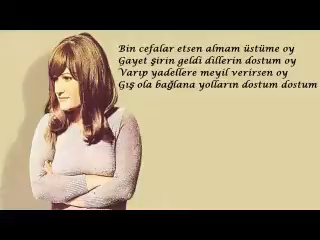 Bin cefalar etsen almam üstüme oy
Gayet şirin geldi dillerin dostum oy
Varıp yadellere meyil verirsen oy
Gış ola bağlana yolların dostum dostum